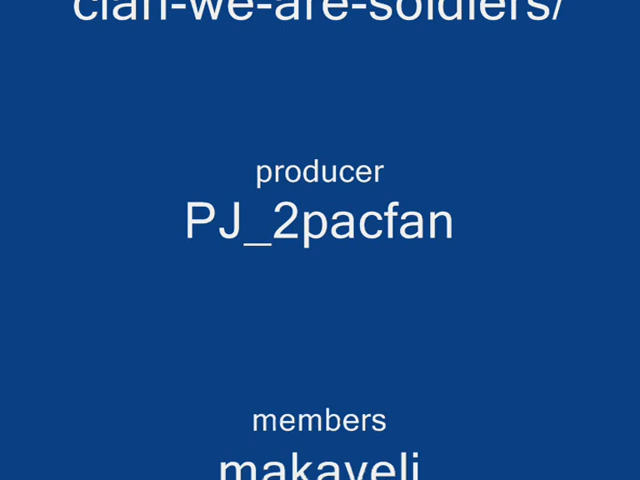 clan-we-are-soldiers/
producer
PJ_2pacfan
members
makaveli